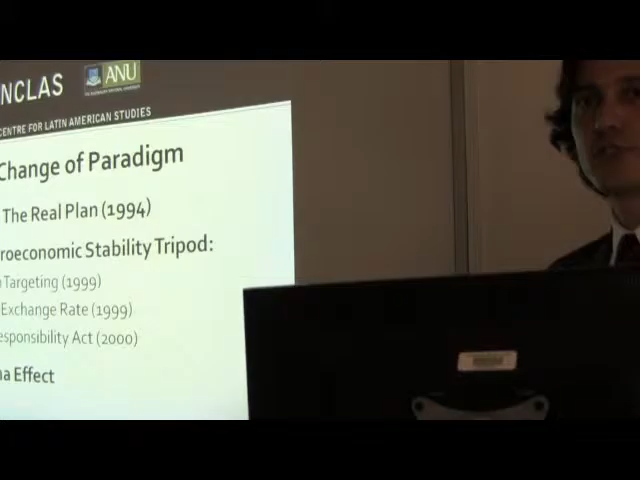 NCLAS
ANU
CENTRE FOR LATIN AMERICAN STUDIES
Change of Paradigm
The Real Plan (1994)
roeconomic Stability Tripod:
Targeting (1999)
Exchange Rate (1999)
esponsibility Act (2000)
a Effect